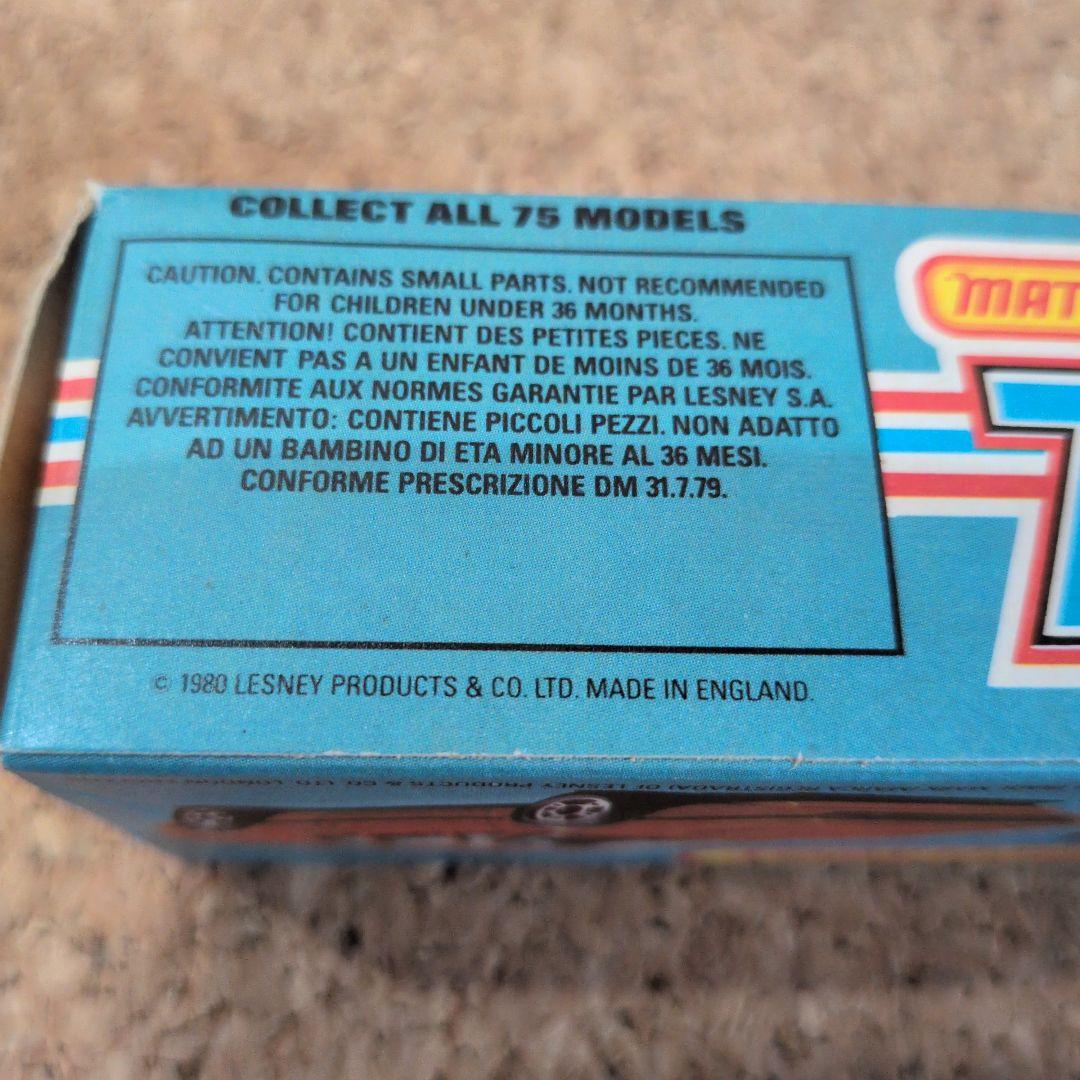 COLLECT ALL 75 MODELS
CAUTION. CONTAINS SMALL PARTS. NOT RECOMMENDED
FOR CHILDREN UNDER 36 MONTHS.
ATTENTION! CONTIENT DES PETITES PIECES. NE
CONVIENT PAS A UN ENFANT DE MOINS DE 36 MOIS.
CONFORMITE AUX NORMES GARANTIE PAR LESNEY S.A.
AVVERTIMENTO: CONTIENE PICCOLI PEZZI. NON ADATTO
AD UN BAMBINO DI ETA MINORE AL 36 MESI.
CONFORME PRESCRIZIONE DM 31.7.79.
© 1980 LESNEY PRODUCTS & CO. LTD. MADE IN ENGLAND.
MAT